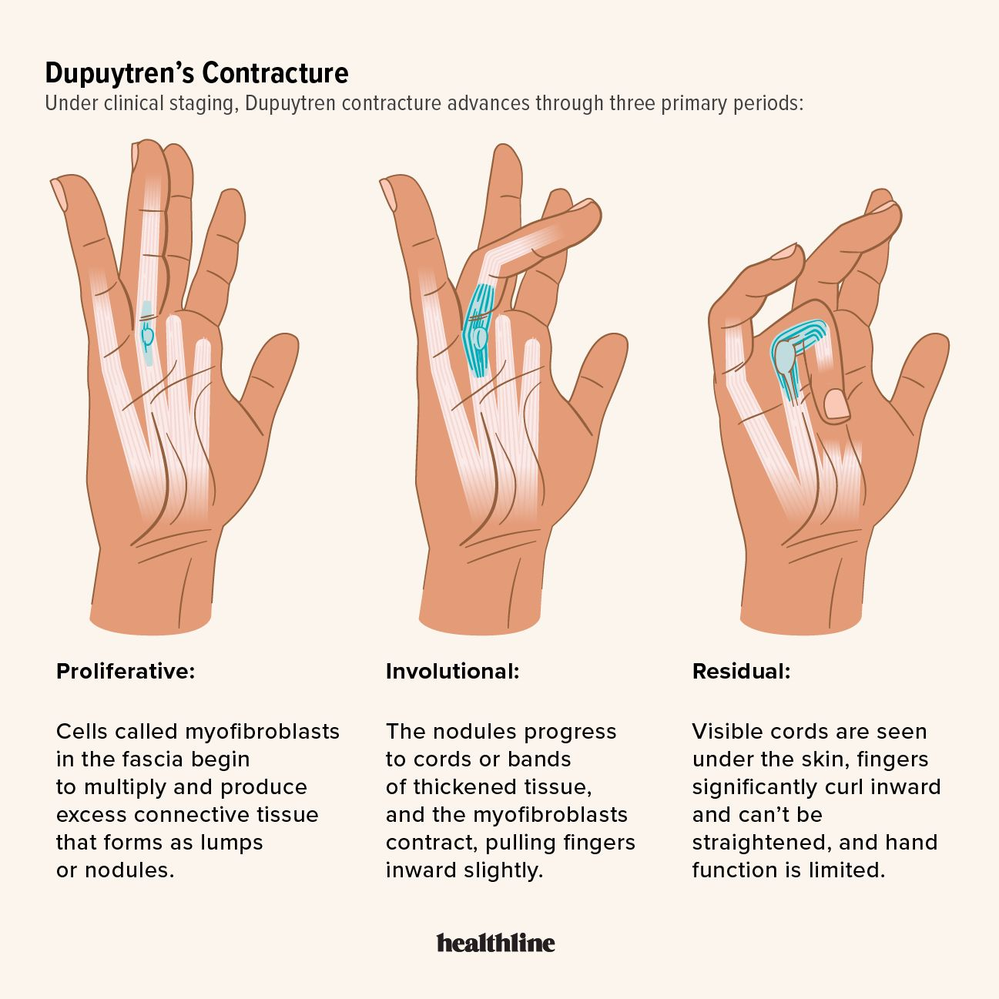 Dupuytren’s Contracture
Under clinical staging, Dupuytren contracture advances through three primary periods:
Proliferative:
Cells called myofibroblasts
in the fascia begin
to multiply and produce
excess connective tissue
that forms as lumps
or nodules.
Involutional:
The nodules progress
to cords or bands
of thickened tissue,
and the myofibroblasts
contract, pulling fingers
inward slightly.
Residual:
Visible cords are seen
under the skin, fingers
significantly curl inward
and can’t be
straightened, and hand
function is limited.
healthline